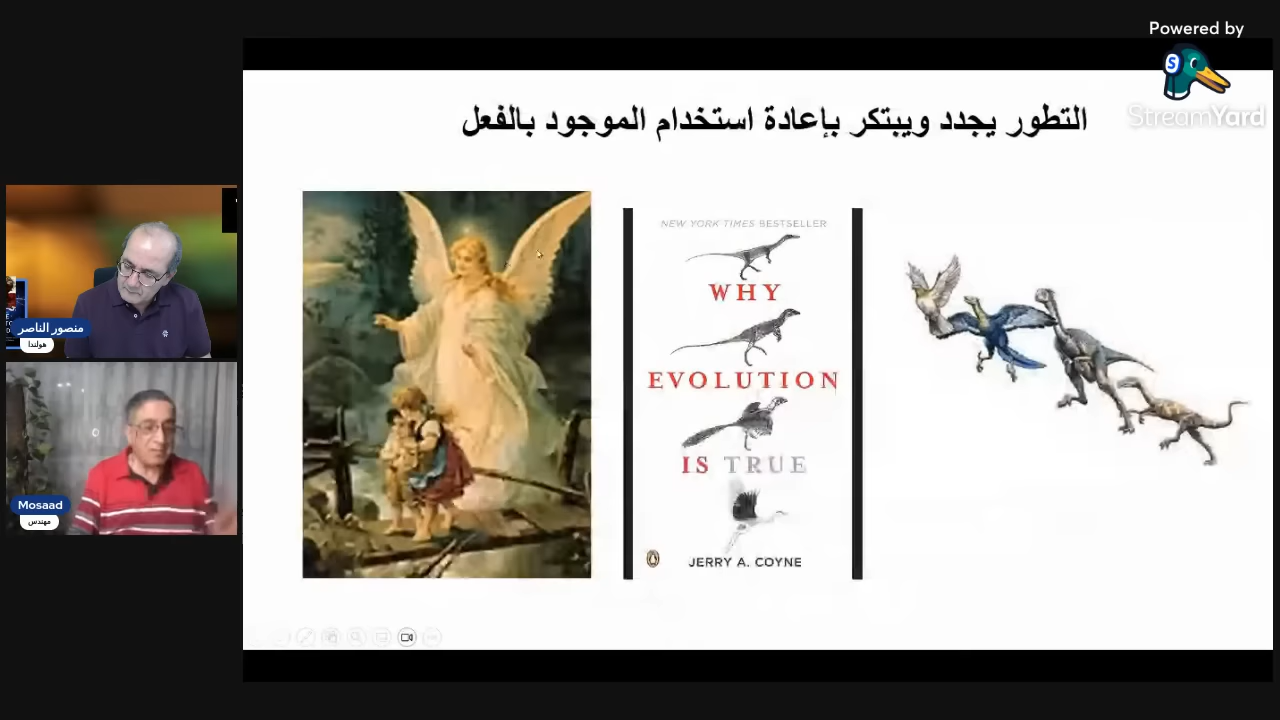 Powered by
StreamYard
التطور يجدد ويبتكر بإعادة استخدام الموجود بالفعل
NEW YORK TIMES BESTSELLER
WHY
EVOLUTION
IS TRUE
JERRY A. COYNE
منصور الناصر
هولندا
Mosaad
مهندس